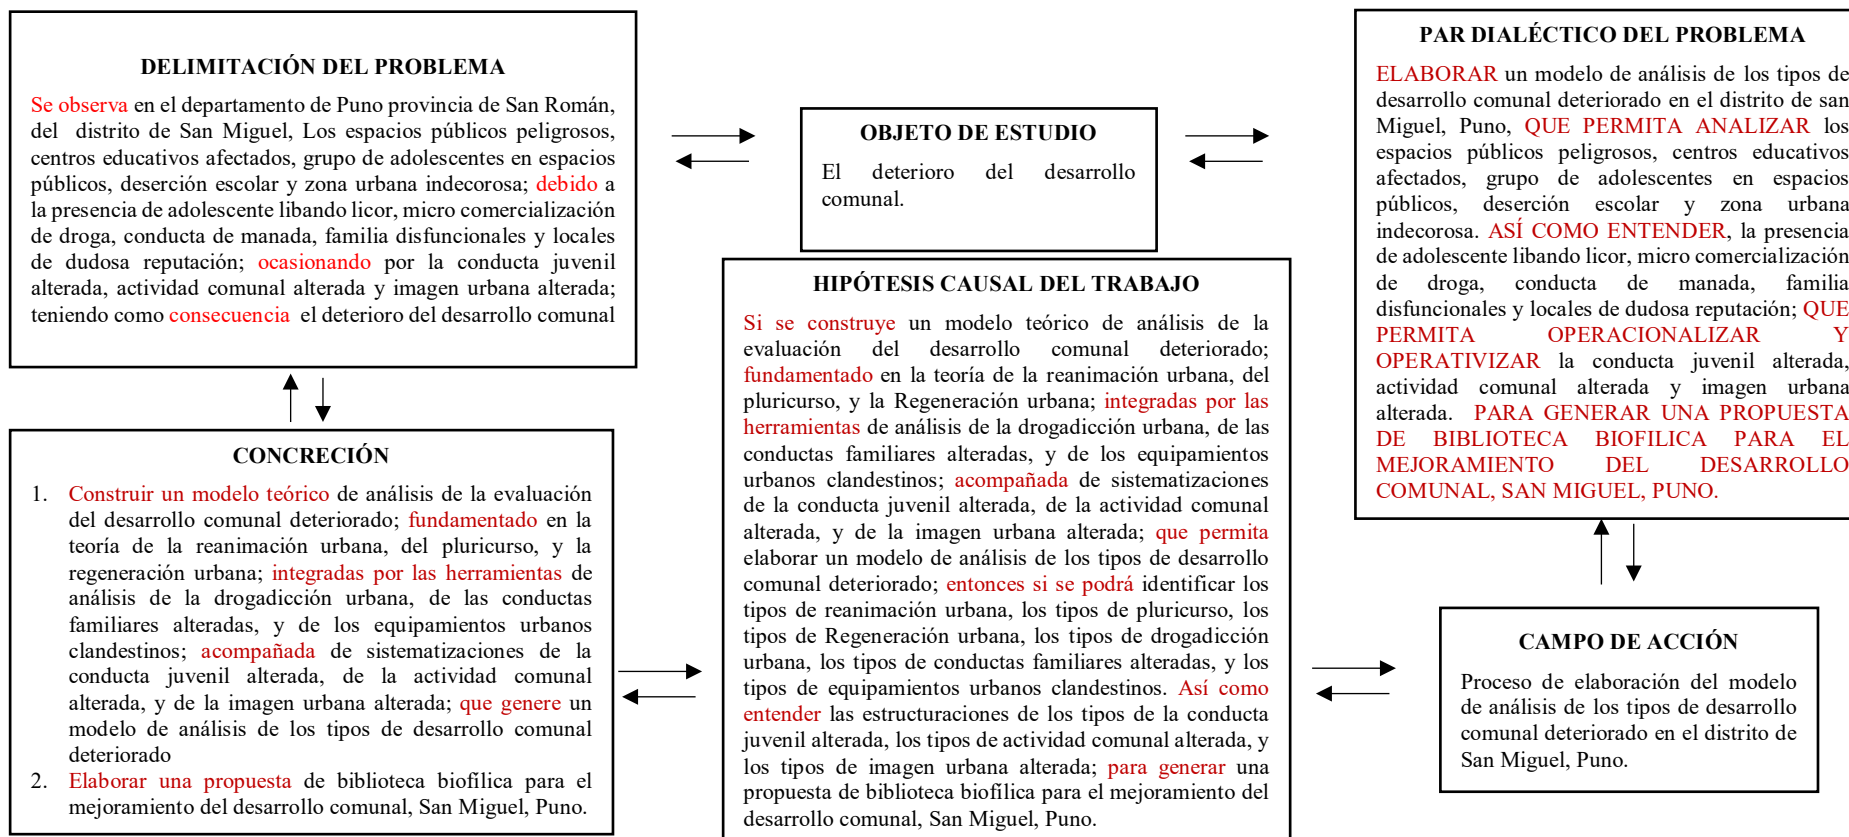 DELIMITACIÓN DEL PROBLEMA
Se observa en el departamento de Puno provincia de San Román,
del distrito de San Miguel, Los espacios públicos peligrosos,
centros educativos afectados, grupo de adolescentes en espacios
públicos, deserción escolar y zona urbana indecorosa; debido a
la presencia de adolescente libando licor, micro comercialización
de droga, conducta de manada, familia disfuncionales y locales
de dudosa reputación; ocasionando por la conducta juvenil
alterada, actividad comunal alterada y imagen urbana alterada;
teniendo como consecuencia el deterioro del desarrollo comunal
OBJETO DE ESTUDIO
El deterioro del desarrollo
comunal.
PAR DIALÉCTICO DEL PROBLEMA
ELABORAR un modelo de análisis de los tipos de
desarrollo comunal deteriorado en el distrito de san
Miguel, Puno, QUE PERMITA ANALIZAR los
espacios públicos peligrosos, centros educativos
afectados, grupo de adolescentes en espacios
públicos, deserción escolar y zona urbana
indecorosa. ASÍ COMO ENTENDER, la presencia
de adolescente libando licor, micro comercialización
de droga, conducta de manada, familia
disfuncionales y locales de dudosa reputación; QUE
PERMITA OPERACIONALIZAR Y
OPERATIVIZAR la conducta juvenil alterada,
actividad comunal alterada y imagen urbana
alterada. PARA GENERAR UNA PROPUESTA
DE BIBLIOTECA BIOFILICA PARA EL
MEJORAMIENTO DEL DESARROLLO
COMUNAL, SAN MIGUEL, PUNO.
CONCRECIÓN
1. Construir un modelo teórico de análisis de la evaluación
del desarrollo comunal deteriorado; fundamentado en la
teoría de la reanimación urbana, del pluricurso, y la
regeneración urbana; integradas por las herramientas de
análisis de la drogadicción urbana, de las conductas
familiares alteradas, y de los equipamientos urbanos
clandestinos; acompañada de sistematizaciones de la
conducta juvenil alterada, de la actividad comunal
alterada, y de la imagen urbana alterada; que genere un
modelo de análisis de los tipos de desarrollo comunal
deteriorado
2. Elaborar una propuesta de biblioteca biofílica para el
mejoramiento del desarrollo comunal, San Miguel, Puno.
HIPÓTESIS CAUSAL DEL TRABAJO
Si se construye un modelo teórico de análisis de la
evaluación del desarrollo comunal deteriorado;
fundamentado en la teoría de la reanimación urbana, del
pluricurso, y la Regeneración urbana; integradas por las
herramientas de análisis de la drogadicción urbana, de las
conductas familiares alteradas, y de los equipamientos
urbanos clandestinos; acompañada de sistematizaciones
de la conducta juvenil alterada, de la actividad comunal
alterada, y de la imagen urbana alterada; que permita
elaborar un modelo de análisis de los tipos de desarrollo
comunal deteriorado; entonces si se podrá identificar los
tipos de reanimación urbana, los tipos de pluricurso, los
tipos de Regeneración urbana, los tipos de drogadicción
urbana, los tipos de conductas familiares alteradas, y los
tipos de equipamientos urbanos clandestinos. Así como
entender las estructuraciones de los tipos de la conducta
juvenil alterada, los tipos de actividad comunal alterada, y
los tipos de imagen urbana alterada; para generar una
propuesta de biblioteca biofílica para el mejoramiento del
desarrollo comunal, San Miguel, Puno.
CAMPO DE ACCIÓN
Proceso de elaboración del modelo
de análisis de los tipos de desarrollo
comunal deteriorado en el distrito de
San Miguel, Puno.